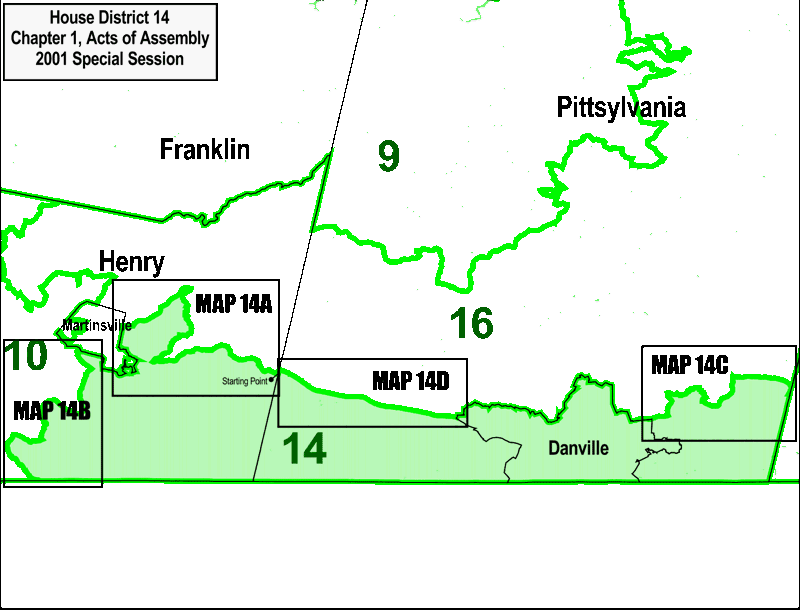 House District 14
Chapter 1, Acts of Assembly
2001 Special Session
Pittsylvania
Franklin
9
Henry
MAP 14A
Martinsville
16
10
MAP 14C
Starting Point
MAP 14D
MAP 14B
14
Danville